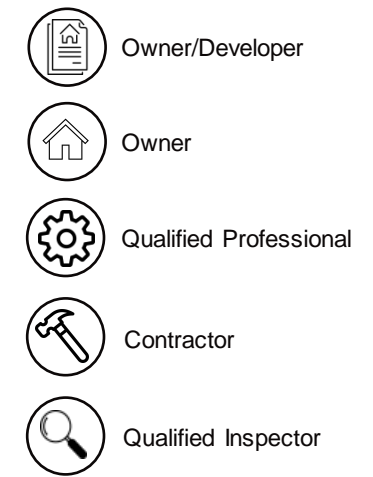 Owner/Developer
Owner
Qualified Professional
Contractor
Qualified Inspector